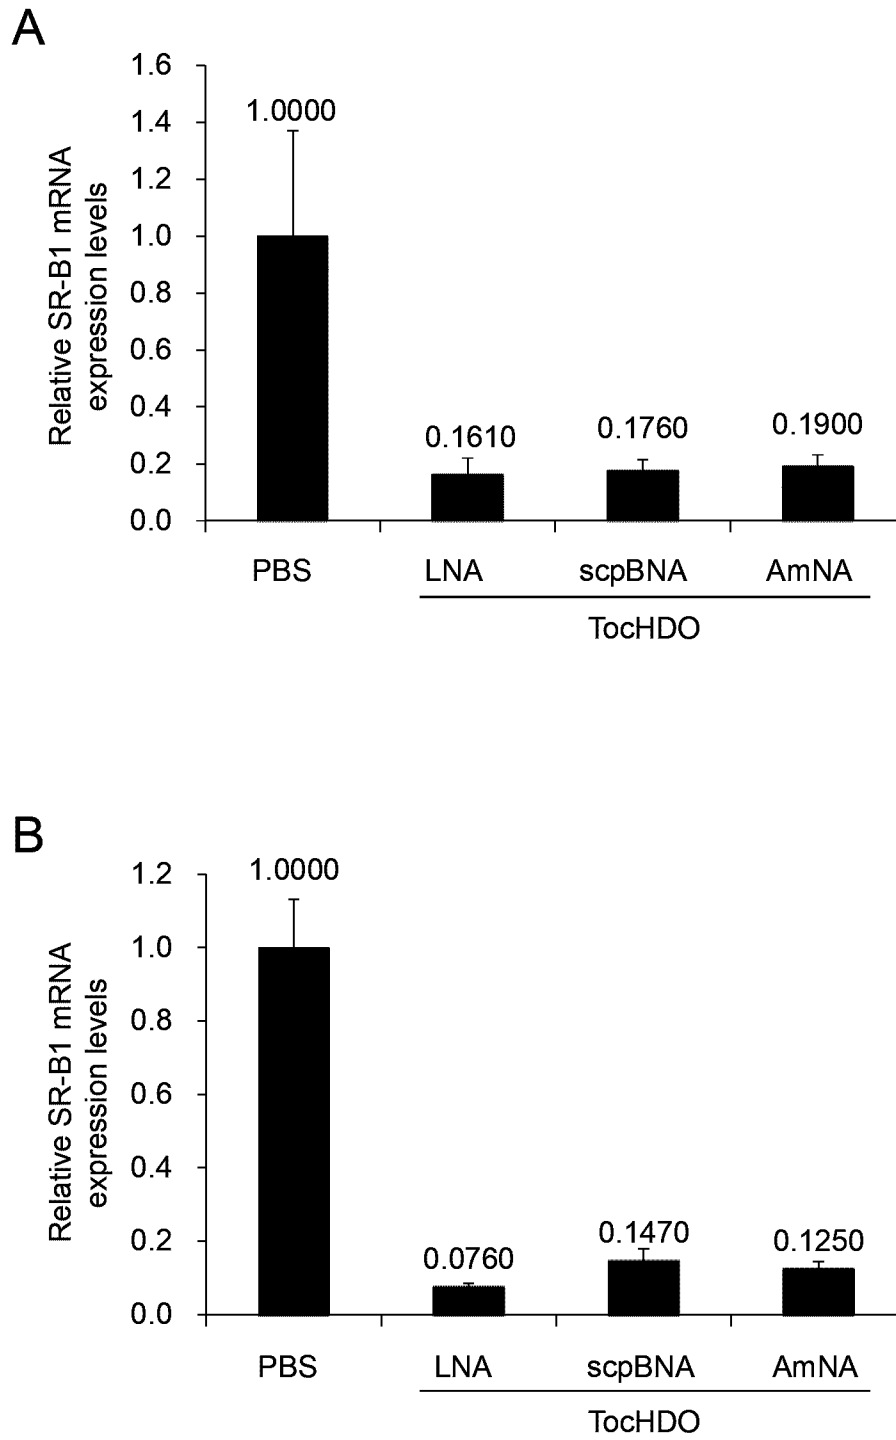 A
Relative SR-B1 mRNA
expression levels
1.6
1.4
1.2
1.0
0.8
0.6
0.4
0.2
0.0
1.0000
0.1610
0.1760
0.1900
PBS
LNA
scpBNA
AmNA
TocHDO
B
Relative SR-B1 mRNA
expression levels
1.2
1.0
0.8
0.6
0.4
0.2
0.0
1.0000
0.0760
0.1470
0.1250
PBS
LNA
scpBNA
AmNA
TocHDO